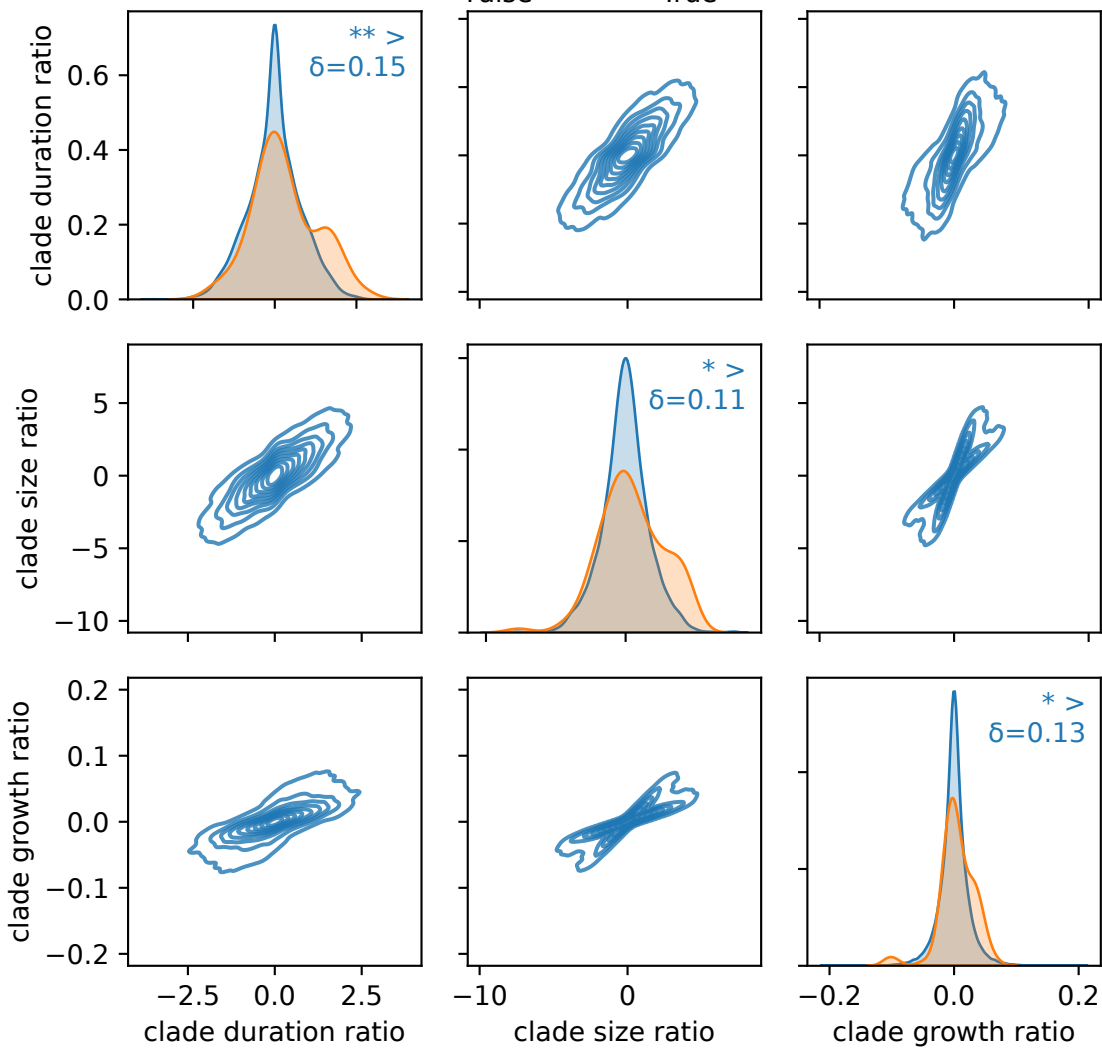 ** >
δ=0.15
clade duration ratio
0.6
0.4
0.2
0.0
* >
δ=0.11
clade size ratio
5
0
−5
−10
* >
δ=0.13
clade growth ratio
0.2
0.1
0.0
−0.1
−0.2
−2.5 0.0 2.5 −10 0 −0.2 0.0 0.2
clade duration ratio clade size ratio clade growth ratio